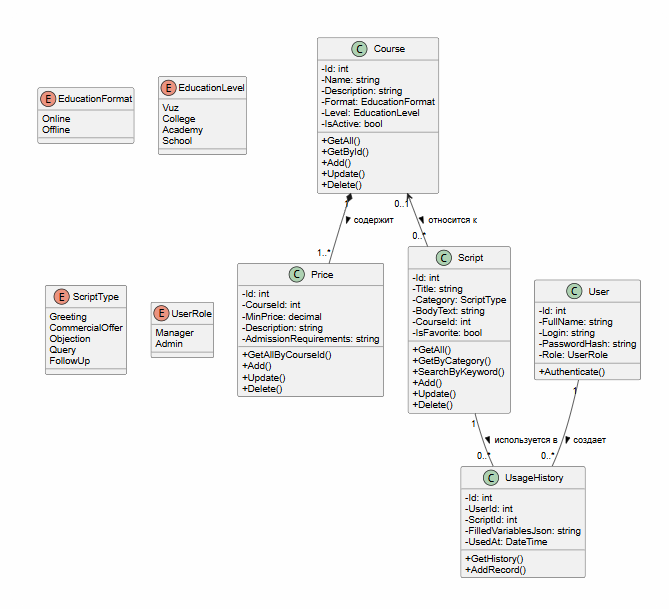 C Course
-Id: int
-Name: string
-Description: string
-Format: EducationFormat
-Level: EducationLevel
-IsActive: bool
+GetAll()
+GetById()
+Add()
+Update()
+Delete()
E EducationFormat
Online
Offline
E EducationLevel
Vuz
College
Academy
School
1
содержит
1..*
0..1
относится к
0..*
E ScriptType
Greeting
CommercialOffer
Objection
Query
FollowUp
E UserRole
Manager
Admin
C Price
-Id: int
-CourseId: int
-MinPrice: decimal
-Description: string
-AdmissionRequirements: string
+GetAllByCourseId()
+Add()
+Update()
+Delete()
C Script
-Id: int
-Title: string
-Category: ScriptType
-BodyText: string
-CourseId: int
-IsFavorite: bool
+GetAll()
+GetByCategory()
+SearchByKeyword()
+Add()
+Update()
+Delete()
C User
-Id: int
-FullName: string
-Login: string
-PasswordHash: string
-Role: UserRole
+Authenticate()
1
используется в
0..*
1
создает
0..*
C UsageHistory
-Id: int
-UserId: int
-ScriptId: int
-FilledVariablesJson: string
-UsedAt: DateTime
+GetHistory()
+AddRecord()